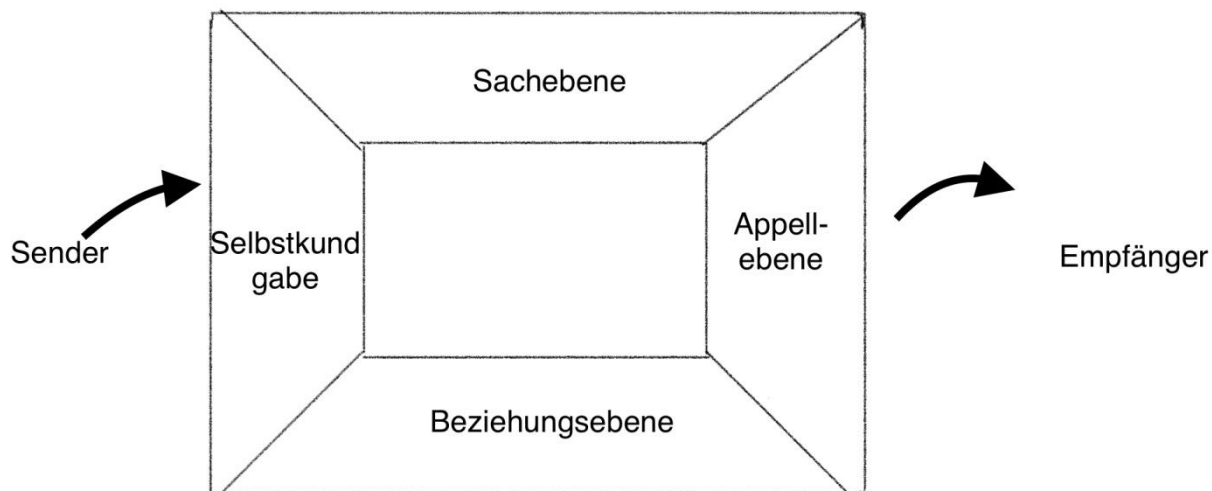 Sachebene
Sender
Selbstkund
gabe
Appell-
ebene
Empfänger
Beziehungsebene